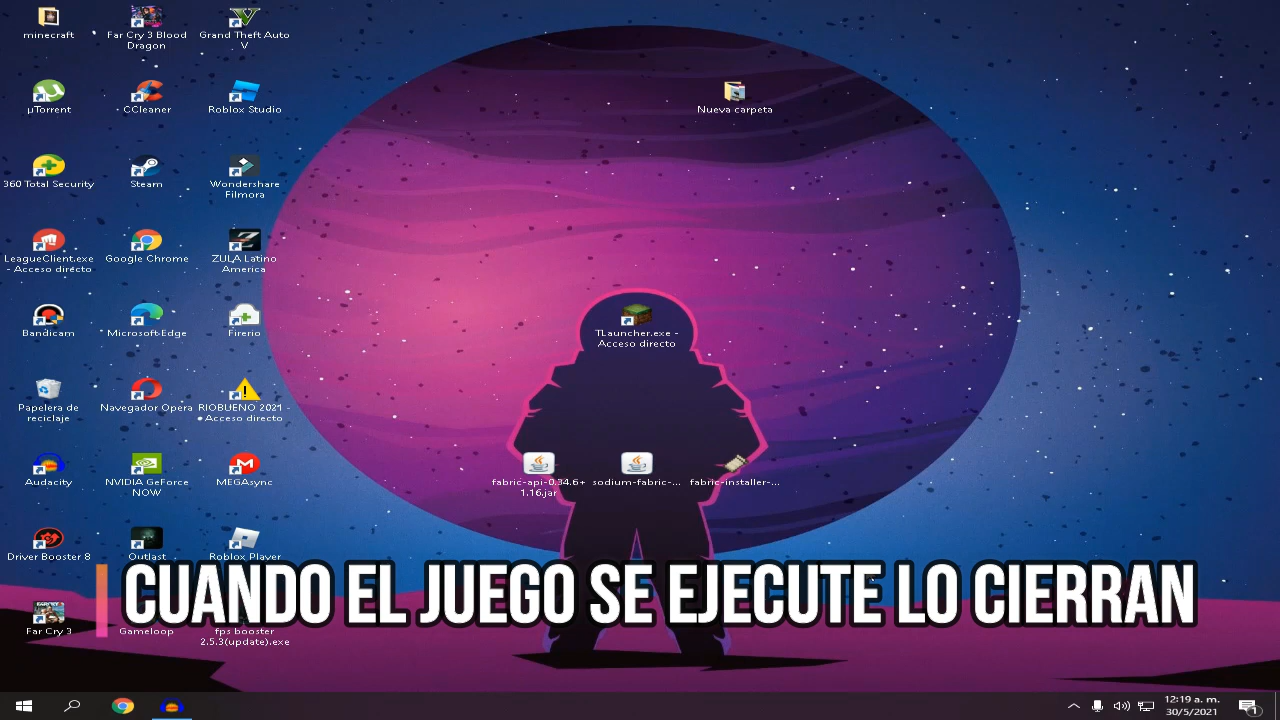 minecraft
Far Cry 3 Blood
Dragon
Grand Theft Auto
V
µTorrent
CCleaner
Roblox Studio
Nueva carpeta
360 Total Security
Steam
Wondershare
Filmora
LeagueClient.exe
- Acceso directo
Google Chrome
ZULA Latino
America
Bandicam
Microsoft Edge
Firerio
TLauncher.exe -
Acceso directo
Papelera de
reciclaje
Navegador Opera
RIOBUENO 2021 -
Acceso directo
Audacity
NVIDIA GeForce
NOW
MEGAsync
fabric-api-0.34.6+
1.16.jar
sodium-fabric-...
fabric-installer-...
Driver Booster 8
Outlast
Roblox Player
CUANDO EL JUEGO SE EJECUTE LO CIERRAN
FARCRY 3
Far Cry 3
Gameloop
fps booster
2.5.3(update).exe
12:19 a. m.
30/5/2021
1